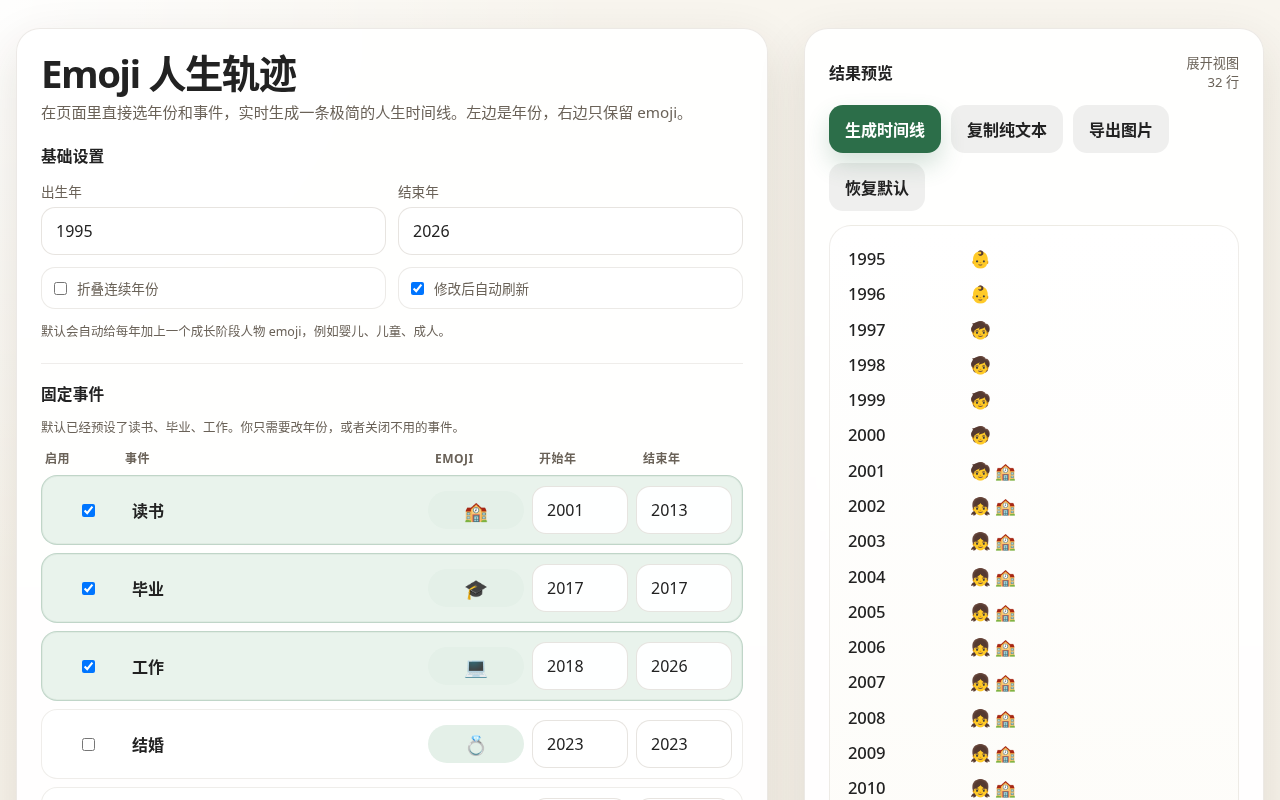 Emoji 人生轨迹
在页面里直接选年份和事件，实时生成一条极简的人生时间线。左边是年份，右边只保留 emoji。
基础设置
出生年 结束年
1995 2026
折叠连续年份 修改后自动刷新
默认会自动给每年加上一个成长阶段人物 emoji，例如婴儿、儿童、成人。
固定事件
默认已经预设了读书、毕业、工作。你只需要改年份，或者关闭不用的事件。
启用 事件 EMOJI 开始年 结束年
读书 🏫 2001 2013
毕业 🎓 2017 2017
工作 💻 2018 2026
结婚 💍 2023 2023
结果预览
展开视图
32 行
生成时间线 复制纯文本 导出图片
恢复默认
1995 👶
1996 👶
1997 🧒
1998 🧒
1999 🧒
2000 🧒
2001 🧒 🏫
2002 👧 🏫
2003 👧 🏫
2004 👧 🏫
2005 👧 🏫
2006 👧 🏫
2007 👧 🏫
2008 👧 🏫
2009 👧 🏫
2010 👧 🏫